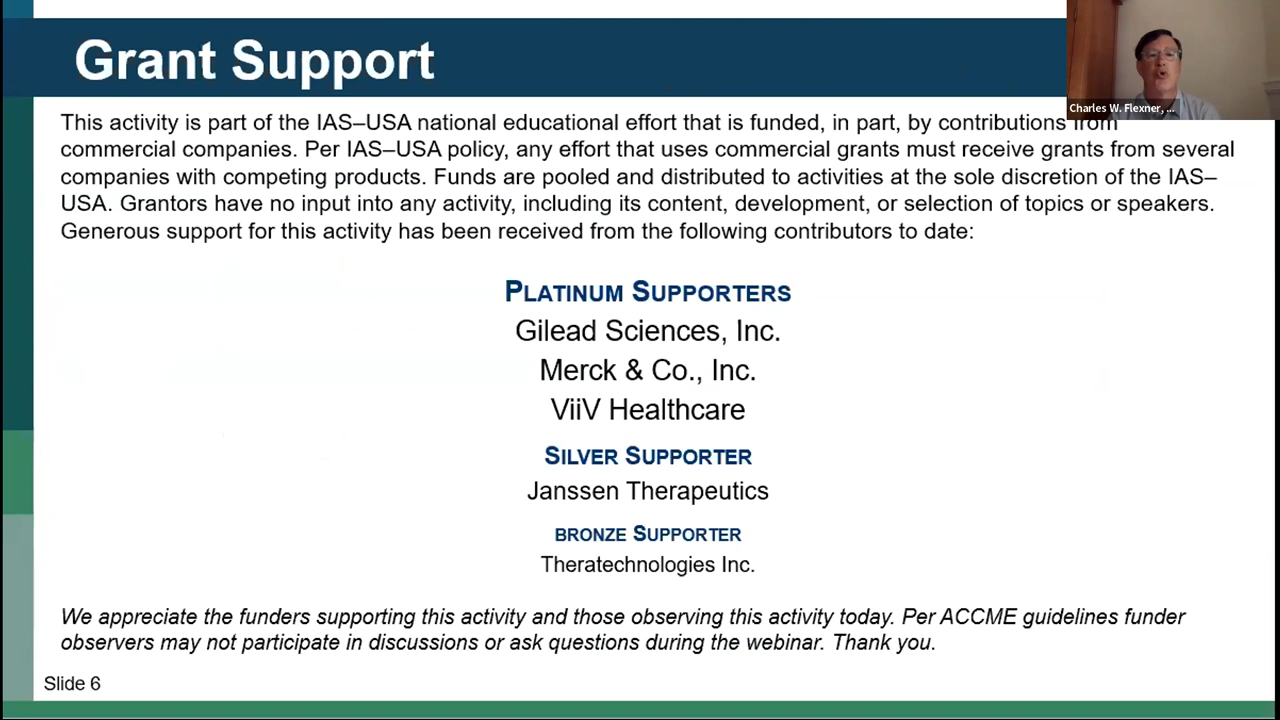 Grant Support
Charles W. Flexner, ...
This activity is part of the IAS–USA national educational effort that is funded, in part, by contributions from
commercial companies. Per IAS–USA policy, any effort that uses commercial grants must receive grants from several
companies with competing products. Funds are pooled and distributed to activities at the sole discretion of the IAS–
USA. Grantors have no input into any activity, including its content, development, or selection of topics or speakers.
Generous support for this activity has been received from the following contributors to date:
PLATINUM SUPPORTERS
Gilead Sciences, Inc.
Merck & Co., Inc.
ViiV Healthcare
SILVER SUPPORTER
Janssen Therapeutics
BRONZE SUPPORTER
Theratechnologies Inc.
We appreciate the funders supporting this activity and those observing this activity today. Per ACCME guidelines funder
observers may not participate in discussions or ask questions during the webinar. Thank you.
Slide 6